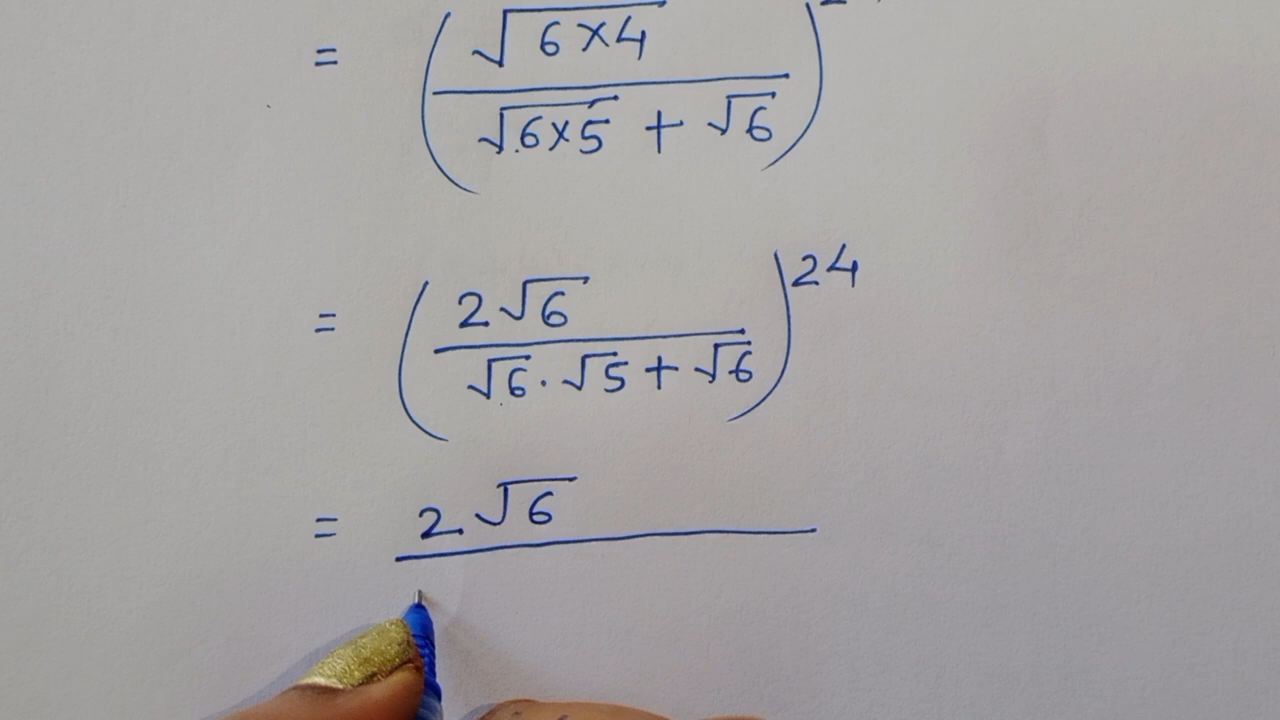 = ( √6×4 / √6×5 + √6 )
= ( 2√6 / √6 · √5 + √6 )^24
= 2√6